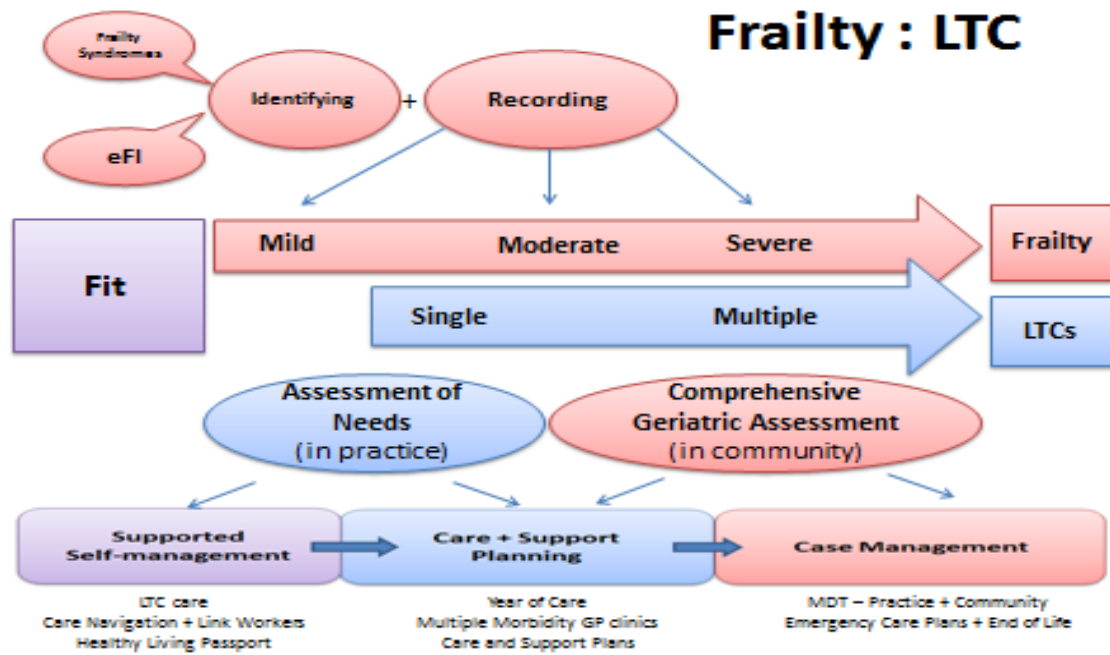 Frailty : LTC
Frailty
Syndromes
Identifying
+
Recording
eFI
Fit
Mild
Moderate
Severe
Frailty
Single
Multiple
LTCs
Assessment of
Needs
(in practice)
Comprehensive
Geriatric Assessment
(in community)
Supported
Self-management
Care + Support
Planning
Case Management
LTC care
Care Navigation + Link Workers
Healthy Living Passport
Year of Care
Multiple Morbidity GP clinics
Care and Support Plans
MDT – Practice + Community
Emergency Care Plans + End of Life